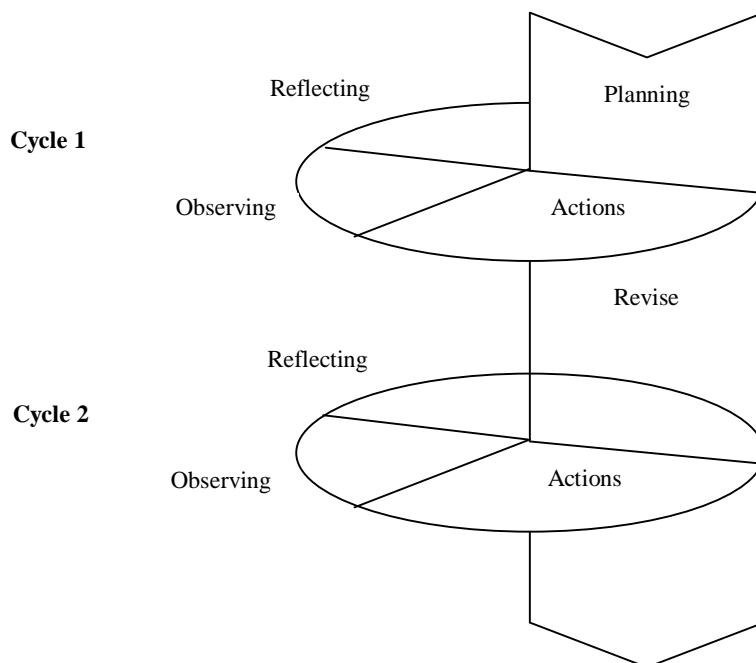 Reflecting
Planning
Cycle 1
Observing
Actions
Revise
Reflecting
Cycle 2
Observing
Actions